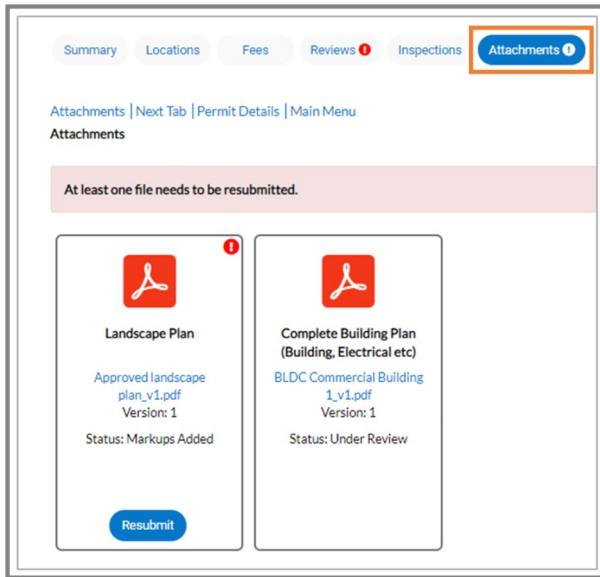 Summary Locations Fees Reviews ! Inspections Attachments !
Attachments | Next Tab | Permit Details | Main Menu
Attachments
At least one file needs to be resubmitted.
!
Landscape Plan
Approved landscape
plan_v1.pdf
Version: 1
Status: Markups Added
Resubmit
Complete Building Plan
(Building, Electrical etc)
BLDC Commercial Building
1_v1.pdf
Version: 1
Status: Under Review